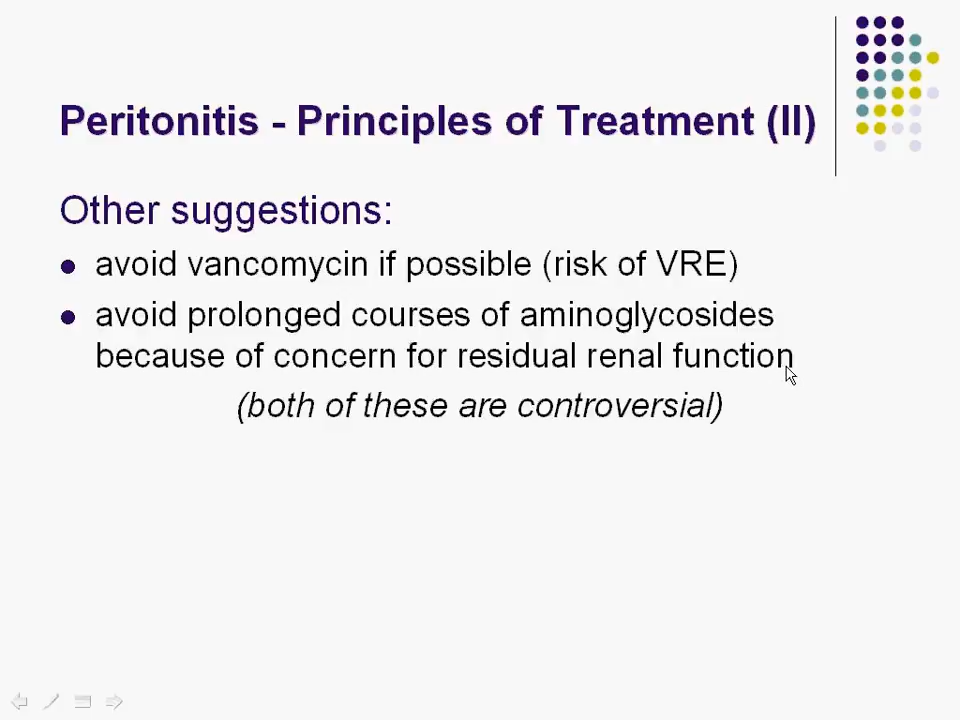 Peritonitis - Principles of Treatment (II)
Other suggestions:
avoid vancomycin if possible (risk of VRE)
avoid prolonged courses of aminoglycosides
because of concern for residual renal function
(both of these are controversial)